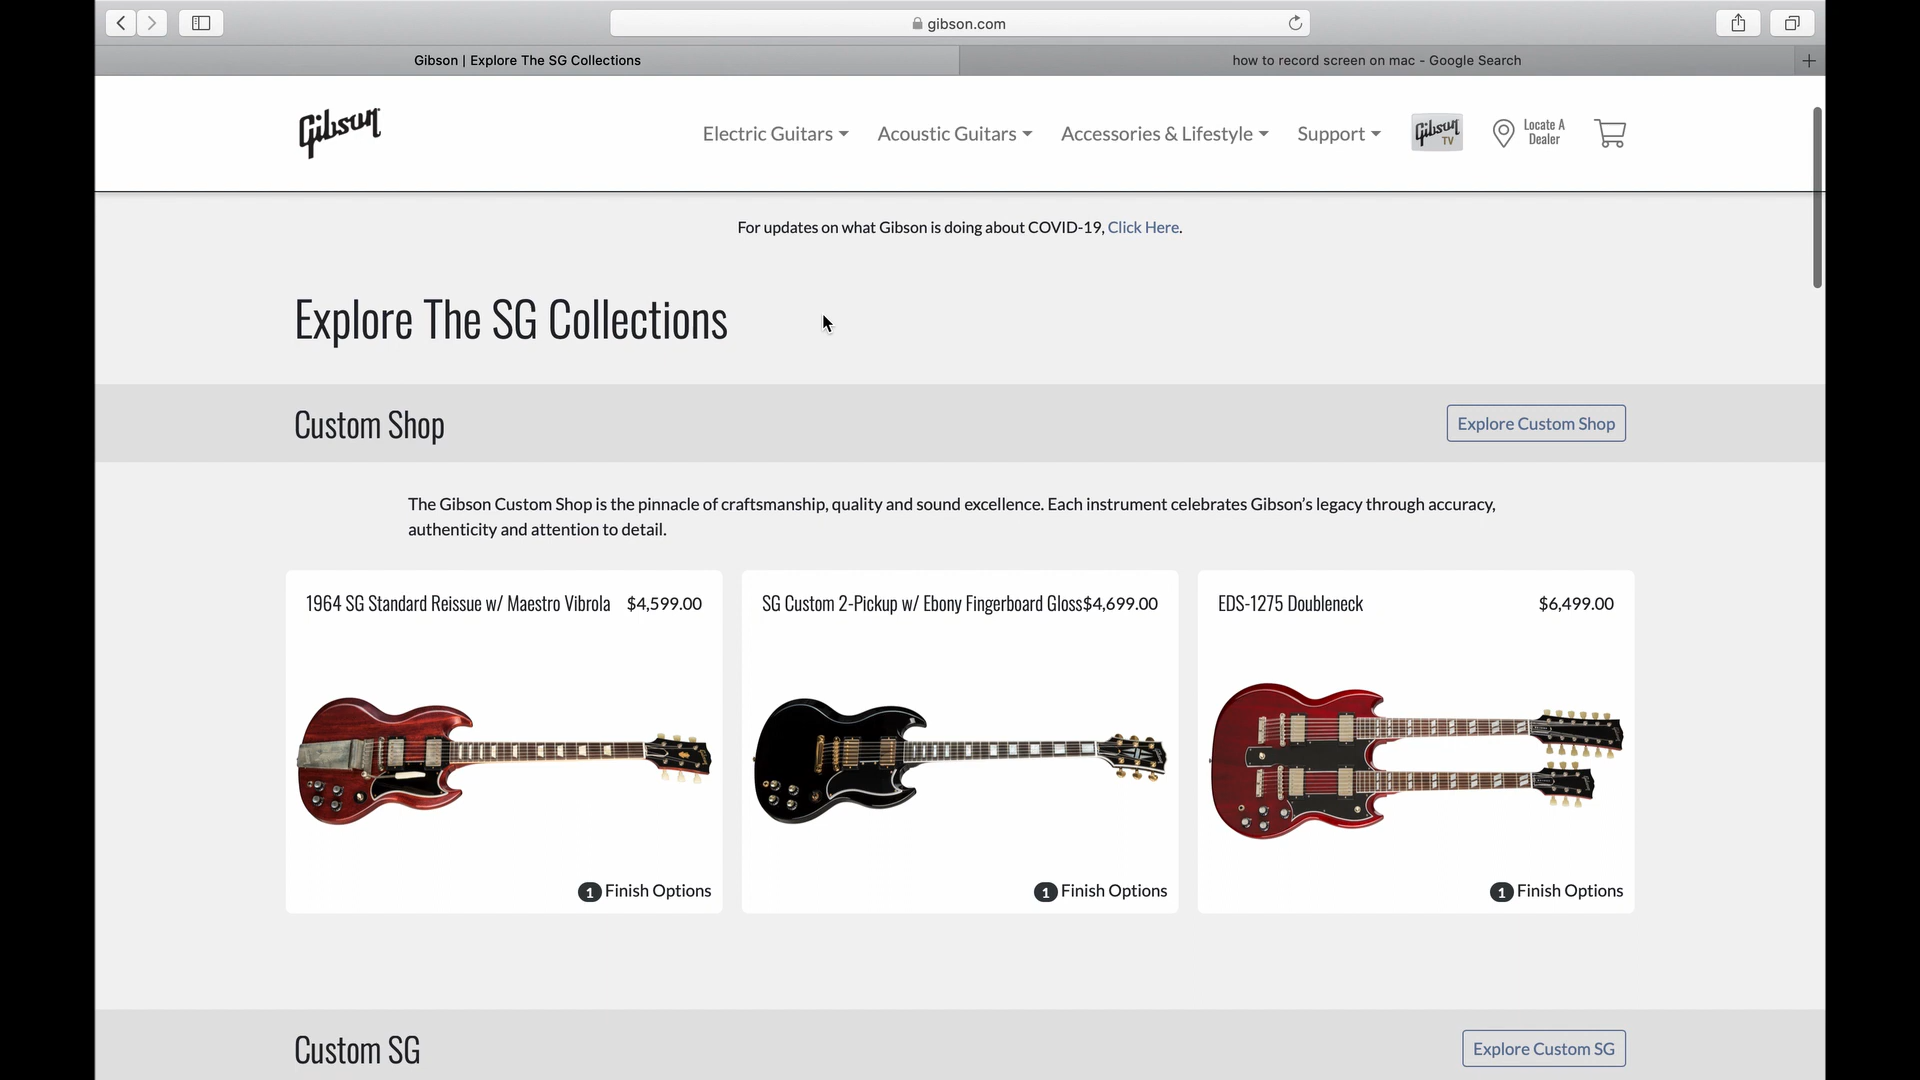 gibson.com
Gibson | Explore The SG Collections
how to record screen on mac - Google Search
Gibson
Electric Guitars
Acoustic Guitars
Accessories & Lifestyle
Support
Gibson
TV
Locate A
Dealer
For updates on what Gibson is doing about COVID-19, Click Here.
Explore The SG Collections
Custom Shop
Explore Custom Shop
The Gibson Custom Shop is the pinnacle of craftsmanship, quality and sound excellence. Each instrument celebrates Gibson’s legacy through accuracy,
authenticity and attention to detail.
1964 SG Standard Reissue w/ Maestro Vibrola $4,599.00
SG Custom 2-Pickup w/ Ebony Fingerboard Gloss $4,699.00
EDS-1275 Doubleneck $6,499.00
1 Finish Options
1 Finish Options
1 Finish Options
Custom SG
Explore Custom SG